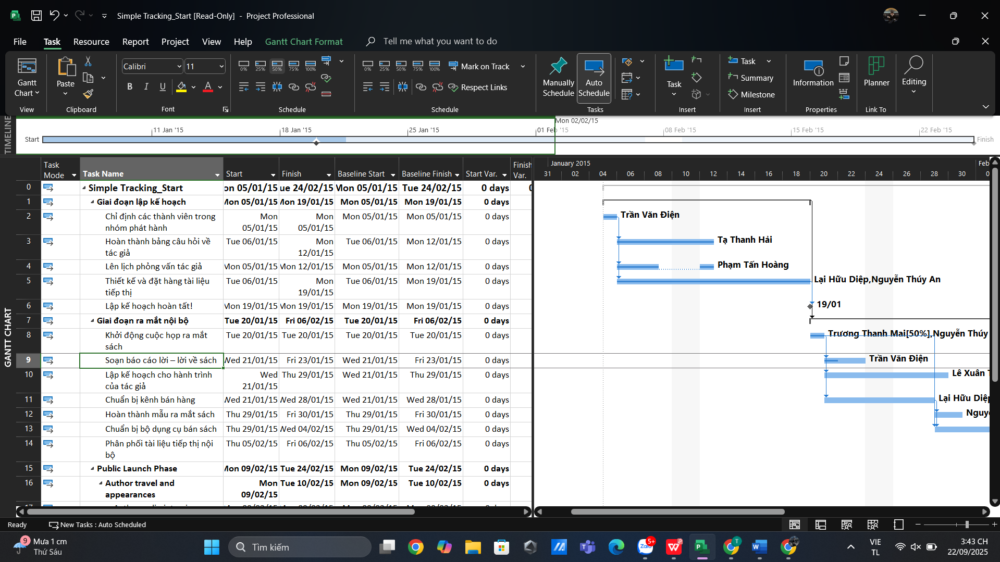 Simple Tracking_Start [Read-Only] - Project Professional
File Task Resource Report Project View Help Gantt Chart Format Tell me what you want to do
Gantt Chart
View
Paste
Clipboard
Calibri 11
B I U A
Font
0% 25% 50% 75% 100%
Schedule
0% 25% 50% 75% 100% Mark on Track
Respect Links
Schedule
Manually Schedule
Auto Schedule
Tasks
Task
Insert
Task
Summary
Milestone
Insert
Information
Properties
Planner
Link To
Editing
TIMELINE
Mon 02/02/15
11 Jan '15 18 Jan '15 25 Jan '15 01 Feb '15 08 Feb '15 15 Feb '15 22 Feb '15
Start
Finish
GANTT CHART
Task Mode Task Name Start Finish Baseline Start Baseline Finish Start Var. Finish Var.
0 Simple Tracking_Start on 05/01/15 ue 24/02/15 Mon 05/01/15 Tue 24/02/15 0 days 0
1 Giai đoạn lập kế hoạch Mon 05/01/15 Mon 19/01/15 Mon 05/01/15 Mon 19/01/15 0 days
2 Chỉ định các thành viên trong nhóm phát hành Mon 05/01/15 Mon 05/01/15 Mon 05/01/15 Mon 05/01/15 0 days
3 Hoàn thành bảng câu hỏi về tác giả Tue 06/01/15 Mon 12/01/15 Tue 06/01/15 Mon 12/01/15 0 days
4 Lên lịch phỏng vấn tác giả Mon 05/01/15 Mon 12/01/15 Mon 05/01/15 Mon 12/01/15 0 days
5 Thiết kế và đặt hàng tài liệu tiếp thị Tue 06/01/15 Mon 19/01/15 Tue 06/01/15 Mon 19/01/15 0 days
6 Lập kế hoạch hoàn tất! Mon 19/01/15 Mon 19/01/15 Mon 19/01/15 Mon 19/01/15 0 days
7 Giai đoạn ra mắt nội bộ Tue 20/01/15 Fri 06/02/15 Tue 20/01/15 Fri 06/02/15 0 days
8 Khởi động cuộc họp ra mắt sách Tue 20/01/15 Tue 20/01/15 Tue 20/01/15 Tue 20/01/15 0 days
9 Soạn báo cáo lời – lời về sách Wed 21/01/15 Fri 23/01/15 Wed 21/01/15 Fri 23/01/15 0 days
10 Lập kế hoạch cho hành trình của tác giả Wed 21/01/15 Thu 29/01/15 Wed 21/01/15 Thu 29/01/15 0 days
11 Chuẩn bị kênh bán hàng Wed 21/01/15 Wed 28/01/15 Wed 21/01/15 Wed 28/01/15 0 days
12 Hoàn thành mẫu ra mắt sách Thu 29/01/15 Fri 30/01/15 Thu 29/01/15 Fri 30/01/15 0 days
13 Chuẩn bị bộ dụng cụ bán sách Thu 29/01/15 Wed 04/02/15 Thu 29/01/15 Wed 04/02/15 0 days
14 Phân phối tài liệu tiếp thị nội bộ Thu 05/02/15 Fri 06/02/15 Thu 05/02/15 Fri 06/02/15 0 days
15 Public Launch Phase Mon 09/02/15 Tue 24/02/15 Mon 09/02/15 Tue 24/02/15 0 days
16 Author travel and appearances Mon 09/02/15 Tue 10/02/15 Mon 09/02/15 Tue 10/02/15 0 days
January 2015 Feb
31 02 04 06 08 10 12 14 16 18 20 22 24 26 28 30 0
Trần Văn Điện
Tạ Thanh Hải
Phạm Tấn Hoàng
Lại Hữu Diệp,Nguyễn Thúy An
19/01
Trương Thanh Mai[50%],Nguyễn Thúy
Trần Văn Điện
Lê Xuân T
Lại Hữu Diệp
Nguyễ
Ready New Tasks : Auto Scheduled
9 Mưa 1 cm
Thứ Sáu
Tìm kiếm
Zalo 5+
T
VIE
TL
3:43 CH
22/09/2025